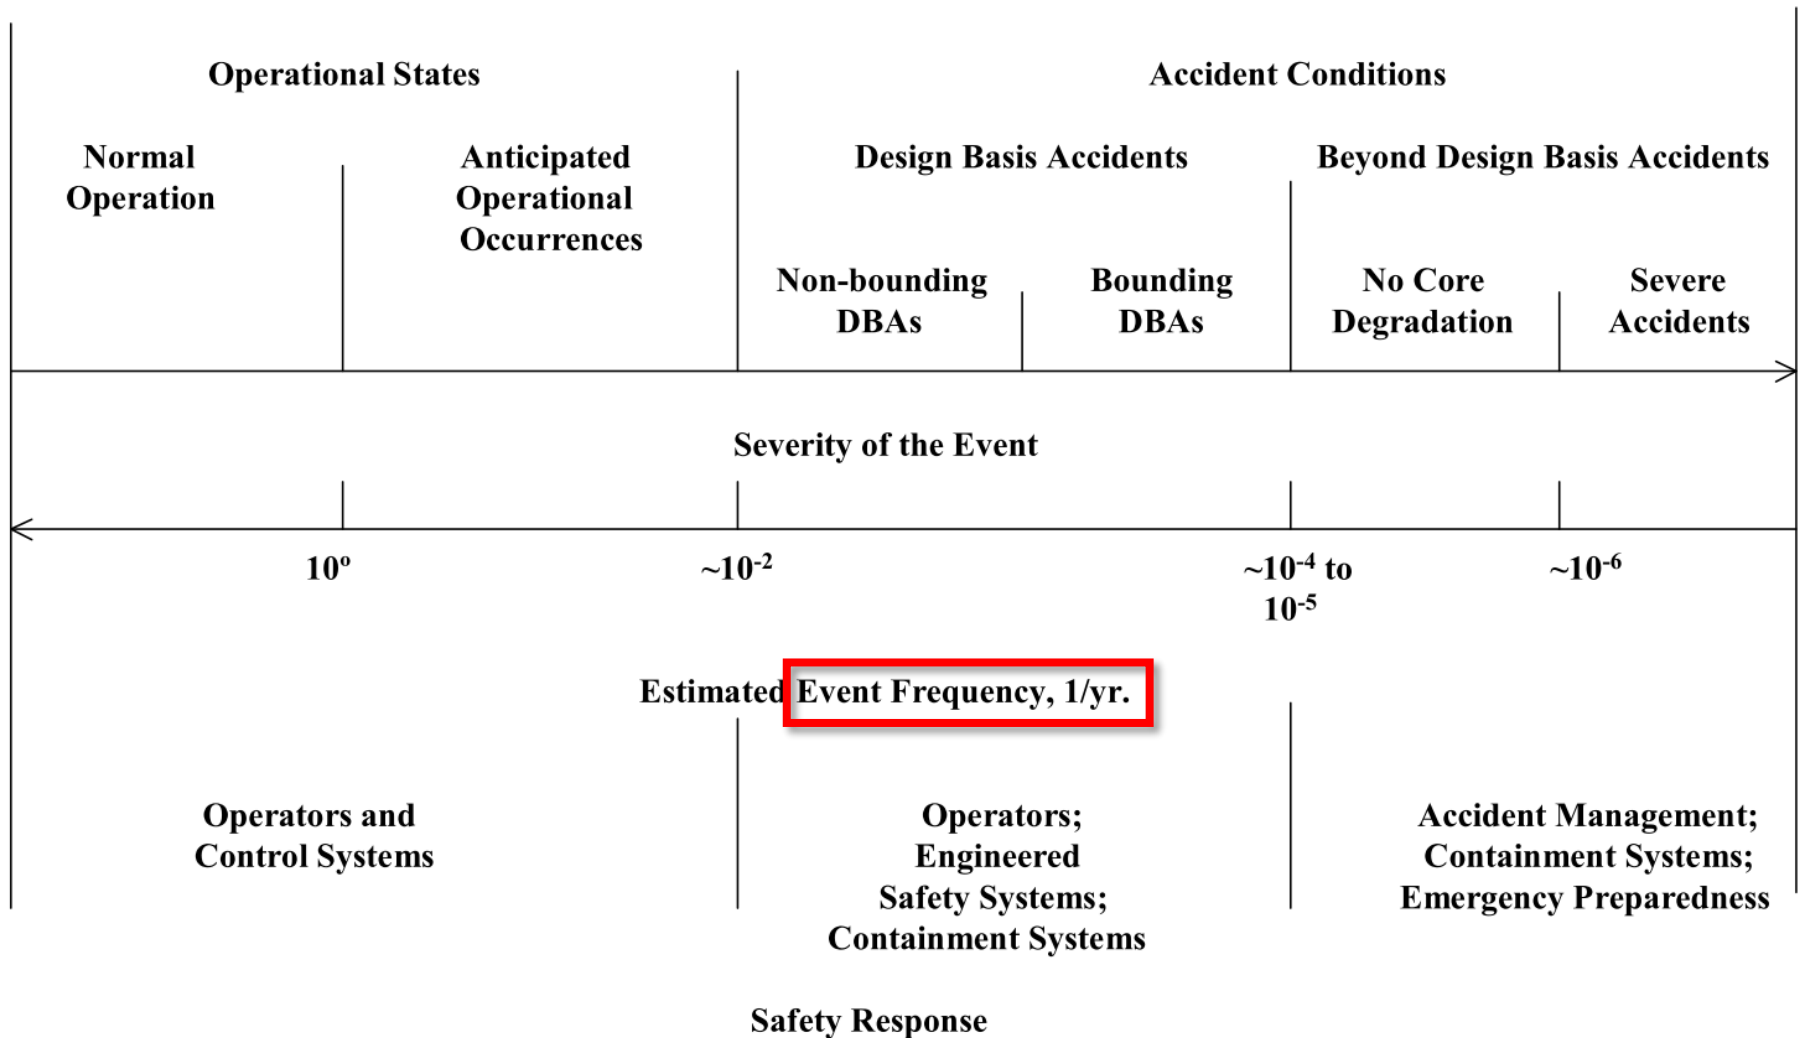 Operational States
Accident Conditions
Normal
Operation
Anticipated
Operational
Occurrences
Design Basis Accidents
Beyond Design Basis Accidents
Non-bounding
DBAs
Bounding
DBAs
No Core
Degradation
Severe
Accidents
Severity of the Event
10º
~10⁻²
~10⁻⁴ to
10⁻⁵
~10⁻⁶
Estimated Event Frequency, 1/yr.
Operators and
Control Systems
Operators;
Engineered
Safety Systems;
Containment Systems
Accident Management;
Containment Systems;
Emergency Preparedness
Safety Response